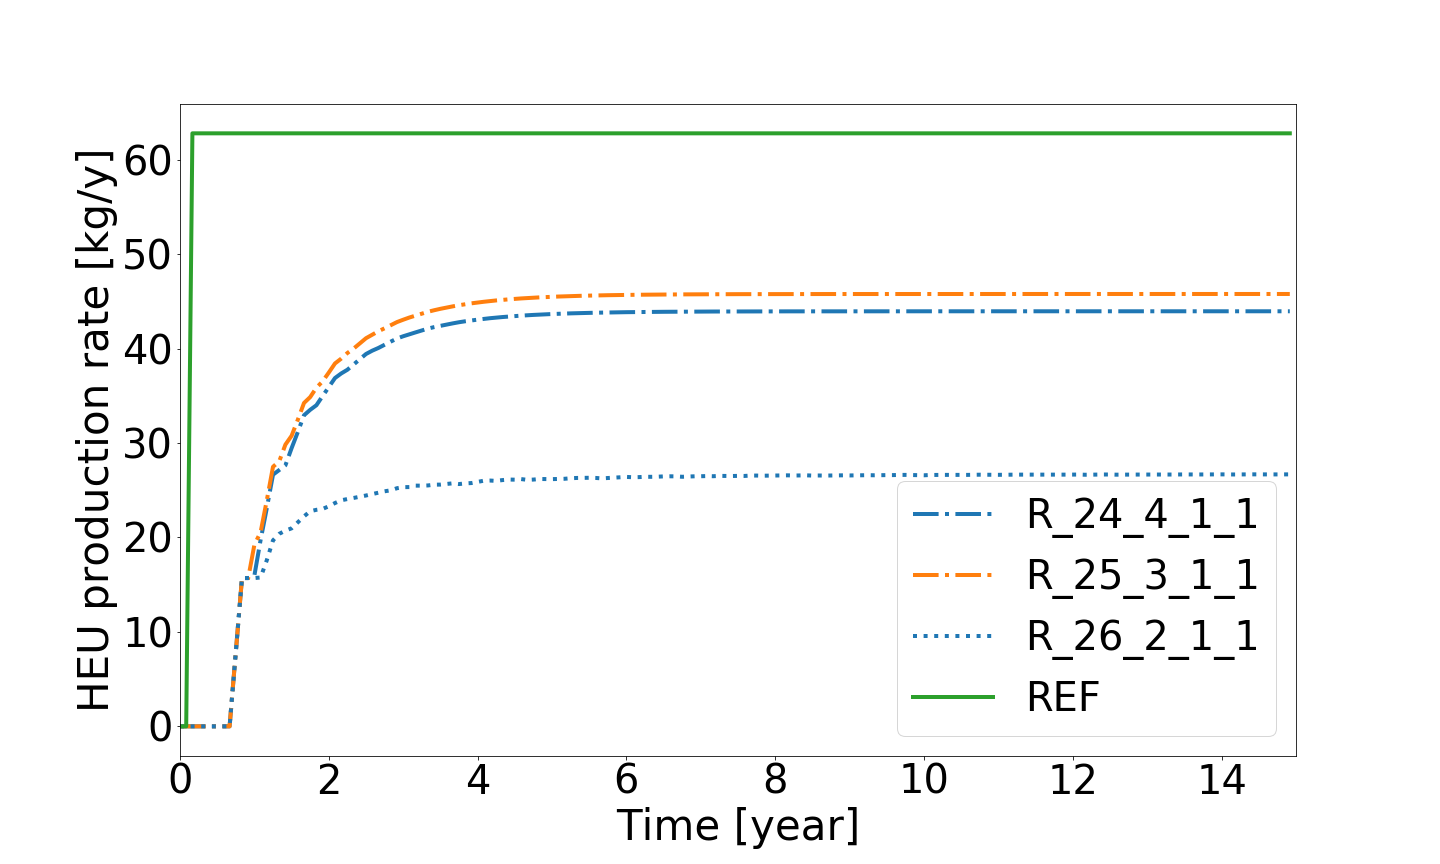 HEU production rate [kg/y]
60
50
40
30
20
10
0
R_24_4_1_1
R_25_3_1_1
R_26_2_1_1
REF
0 2 4 6 8 10 12 14
Time [year]